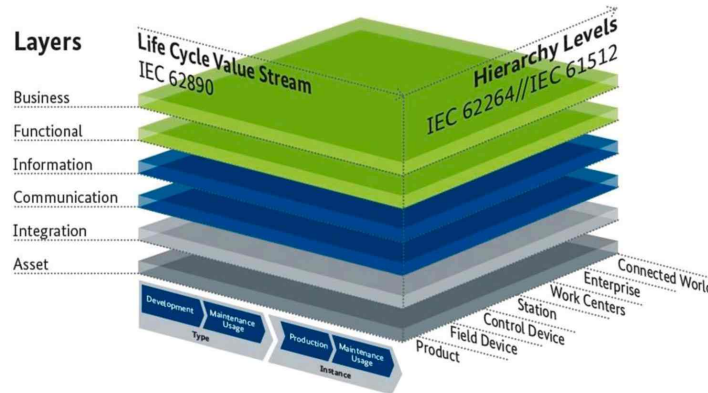 Layers
Life Cycle Value Stream
IEC 62890
Hierarchy Levels
IEC 62264//IEC 61512
Business
Functional
Information
Communication
Integration
Asset
Development
Maintenance
Usage
Type
Production
Maintenance
Usage
Instance
Connected World
Enterprise
Work Centers
Station
Control Device
Field Device
Product